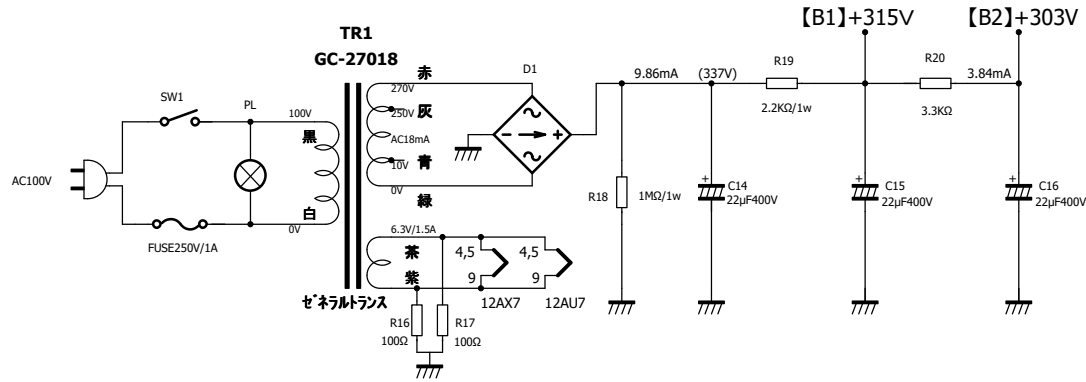 【B1】+315V
【B2】+303V
TR1
GC-27018
赤
270V
D1
9.86mA
(337V)
R19
2.2KΩ/1w
R20
3.84mA
3.3KΩ
SW1
PL
100V
黒
250V
灰
AC18mA
AC100V
10V
青
0V
緑
白
0V
FUSE250V/1A
R18
1MΩ/1w
C14
22μF400V
C15
22μF400V
C16
22μF400V
6.3V/1.5A
茶
紫
4,5
9
4,5
9
12AX7
12AU7
ゼネラルトランス
R16
100Ω
R17
100Ω